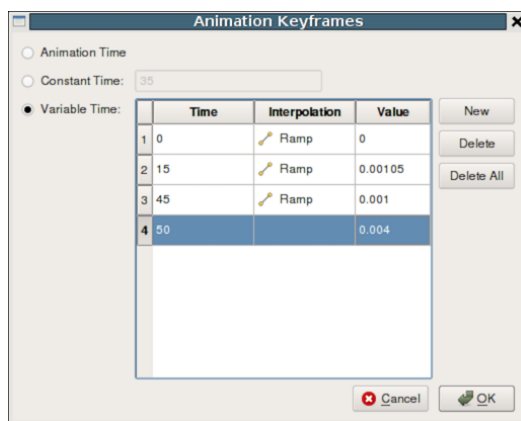 Animation Keyframes
Animation Time
Constant Time: 35
Variable Time:
Time Interpolation Value
1 0 Ramp 0
2 15 Ramp 0.00105
3 45 Ramp 0.001
4 50 0.004
New
Delete
Delete All
Cancel OK